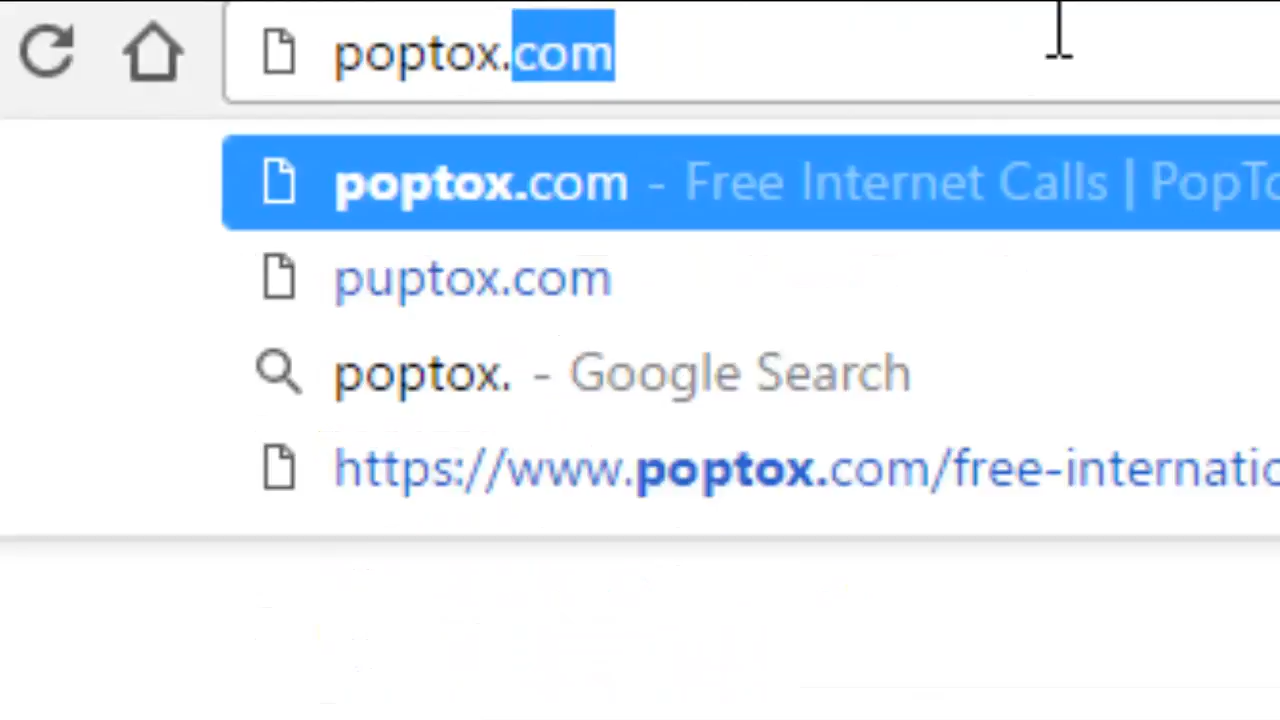 poptox.com
poptox.com - Free Internet Calls | PopTo
puptox.com
poptox. - Google Search
https://www.poptox.com/free-internatio